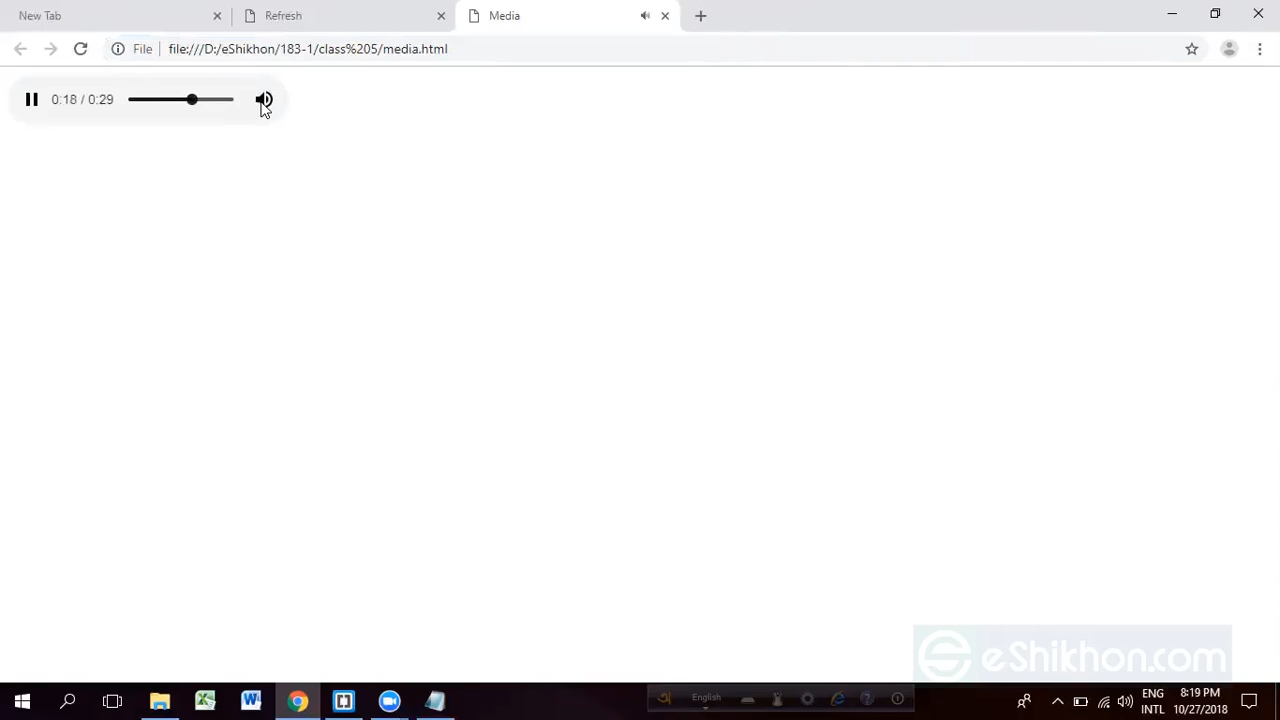 New Tab
Refresh
Media
File
file:///D:/eShikhon/183-1/class%205/media.html
0:18 / 0:29
eShikhon.com
English
ENG
INTL
8:19 PM
10/27/2018